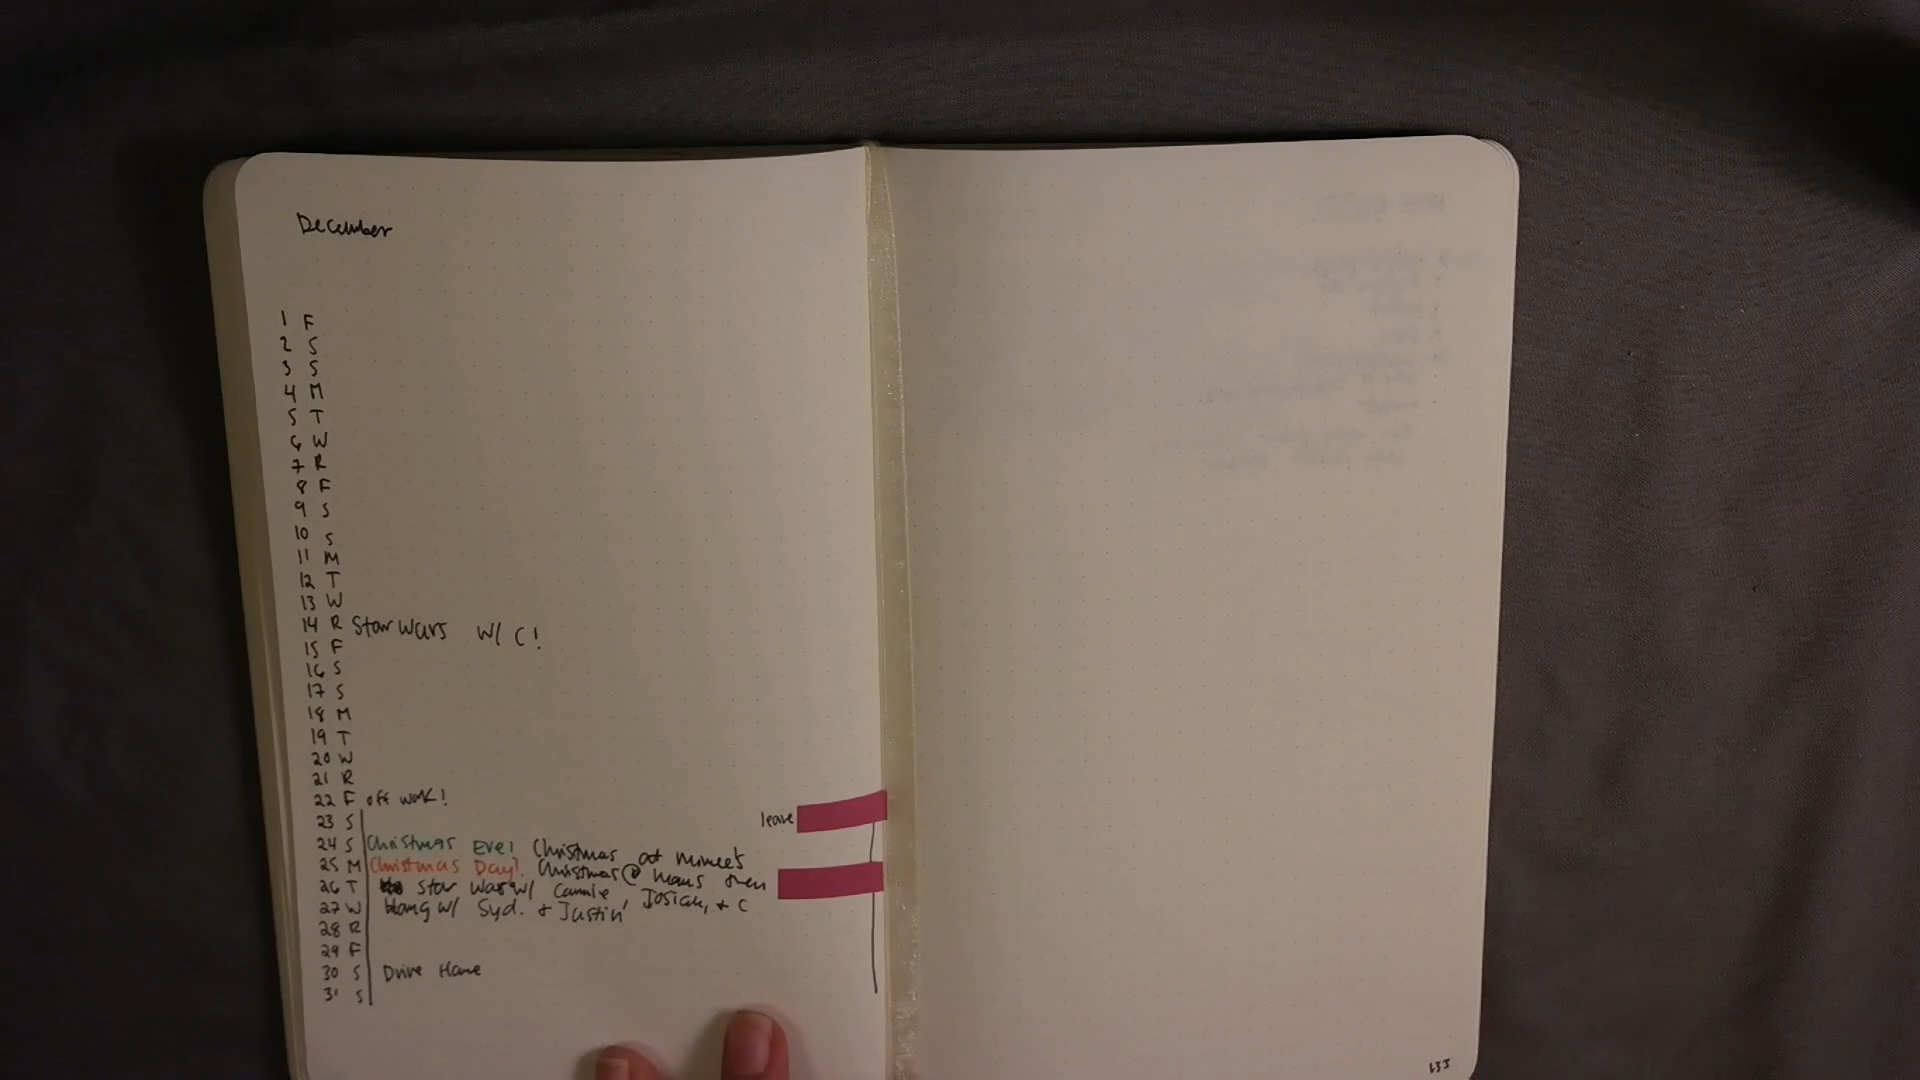 December
1 F
2 S
3 S
4 M
5 T
6 W
7 R
8 F
9 S
10 S
11 M
12 T
13 W
14 R Star Wars w/ C!
15 F
16 S
17 S
18 M
19 T
20 W
21 R
22 F off work!
23 S leave
24 S Christmas Eve! Christmas at
25 M Christmas Day! Christmas @ then
26 T Star Wars w/ Cammie, Josiah, + C
27 W Hang w/ Syd. + Justin
28 R
29 F
30 S Drive Home
31 S
133